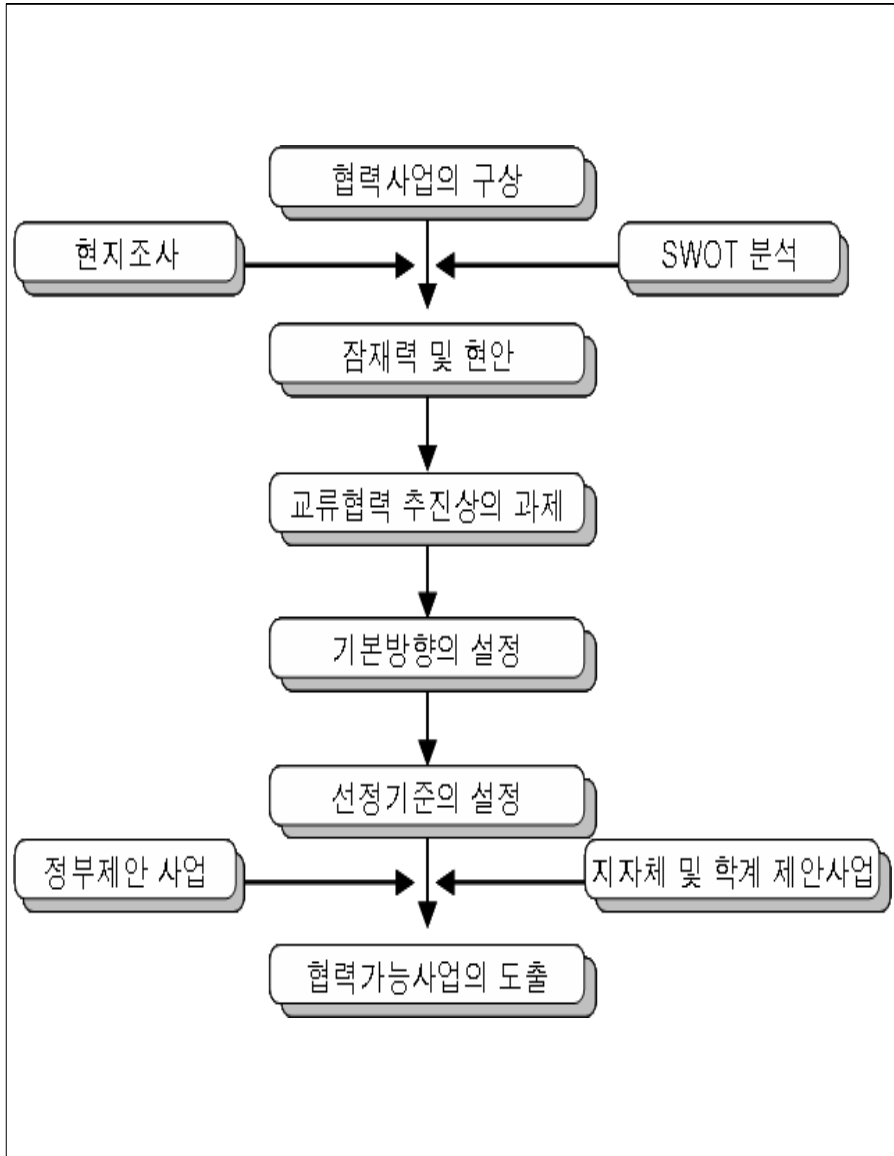 협력사업의 구상
현지조사
SWOT 분석
잠재력 및 현안
교류협력 추진상의 과제
기본방향의 설정
선정기준의 설정
정부제안 사업
지자체 및 학계 제안사업
협력가능사업의 도출